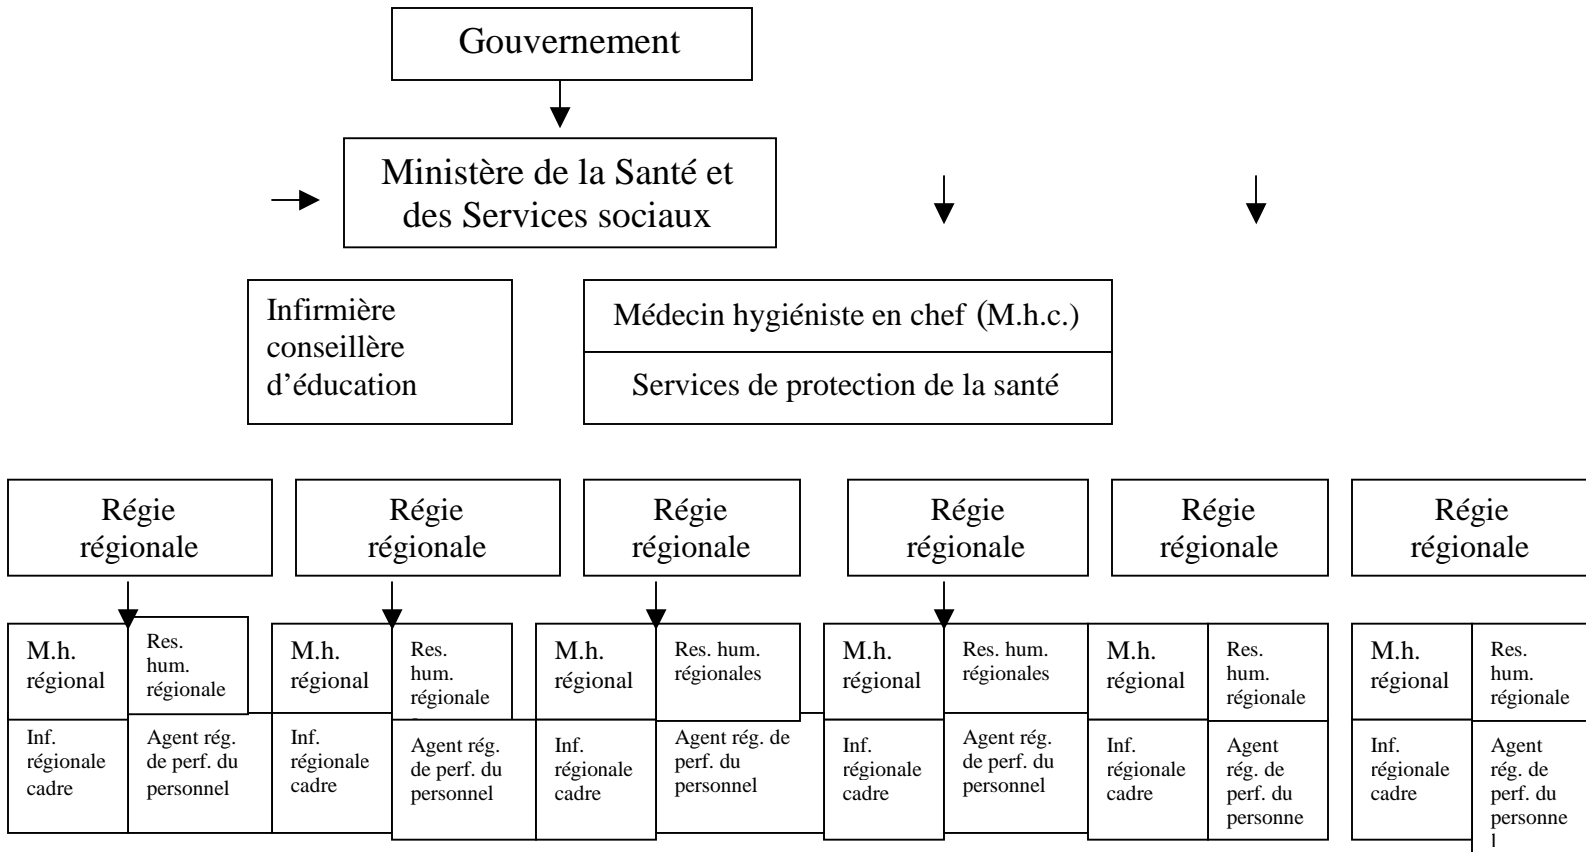 Gouvernement
Ministère de la Santé et
des Services sociaux
Infirmière
conseillère
d’éducation
Médecin hygiéniste en chef (M.h.c.)
Services de protection de la santé
Régie
régionale
Régie
régionale
Régie
régionale
Régie
régionale
Régie
régionale
Régie
régionale
M.h.
régional
Res.
hum.
régionale
M.h.
régional
Res.
hum.
régionale
M.h.
régional
Res. hum.
régionales
M.h.
régional
Res. hum.
régionales
M.h.
régional
Res.
hum.
régionale
M.h.
régional
Res.
hum.
régionale
Inf.
régionale
cadre
Agent rég.
de perf. du
personnel
Inf.
régionale
cadre
Agent rég.
de perf. du
personnel
Inf.
régionale
cadre
Agent rég. de
perf. du
personnel
Inf.
régionale
cadre
Agent rég.
de perf. du
personnel
Inf.
régionale
cadre
Agent
rég. de
perf. du
personne
Inf.
régionale
cadre
Agent
rég. de
perf. du
personne
l